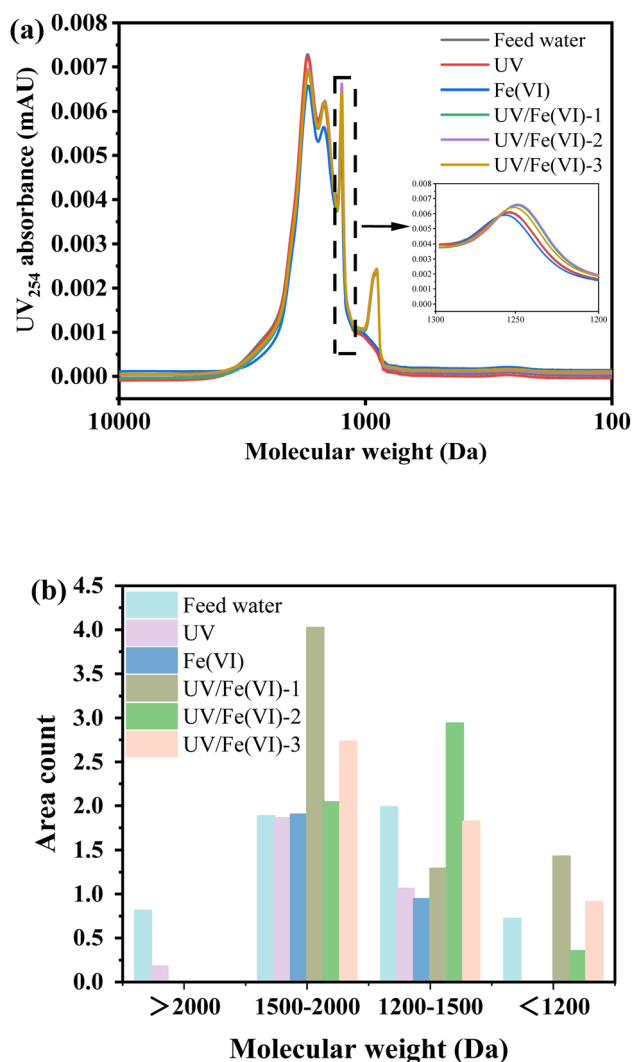 (a)
0.008
0.007
0.006
0.005
0.004
0.003
0.002
0.001
0.000
UV254 absorbance (mAU)
Feed water
UV
Fe(VI)
UV/Fe(VI)-1
UV/Fe(VI)-2
UV/Fe(VI)-3
0.008
0.007
0.006
0.005
0.004
0.003
0.002
0.001
0.000
1300 1250 1200
10000 1000 100
Molecular weight (Da)
(b)
4.5
4.0
3.5
3.0
2.5
2.0
1.5
1.0
0.5
0.0
Area count
Feed water
UV
Fe(VI)
UV/Fe(VI)-1
UV/Fe(VI)-2
UV/Fe(VI)-3
>2000 1500-2000 1200-1500 <1200
Molecular weight (Da)